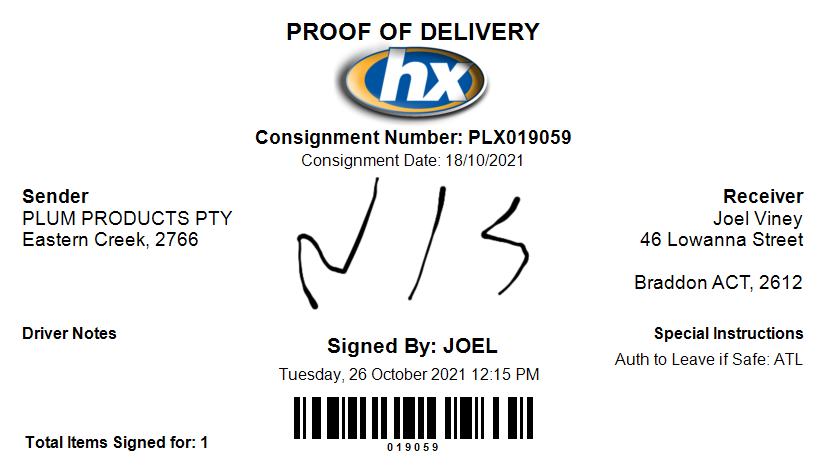 PROOF OF DELIVERY
hx
Consignment Number: PLX019059
Consignment Date: 18/10/2021
Sender
PLUM PRODUCTS PTY
Eastern Creek, 2766
N/S
Receiver
Joel Viney
46 Lowanna Street
Braddon ACT, 2612
Driver Notes
Signed By: JOEL
Tuesday, 26 October 2021 12:15 PM
Special Instructions
Auth to Leave if Safe: ATL
Total Items Signed for: 1
019059